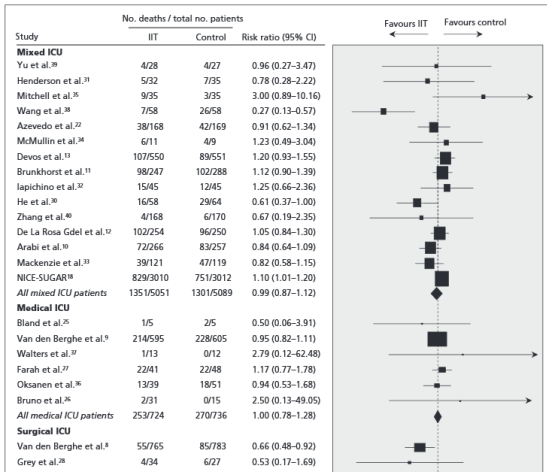 No. deaths / total no. patients
Favours IIT Favours control
Study IIT Control Risk ratio (95% CI)
Mixed ICU
Yu et al.39 4/28 4/27 0.96 (0.27–3.47)
Henderson et al.31 5/32 7/35 0.78 (0.28–2.22)
Mitchell et al.35 9/35 3/35 3.00 (0.89–10.16)
Wang et al.38 7/58 26/58 0.27 (0.13–0.57)
Azevedo et al.22 38/168 42/169 0.91 (0.62–1.34)
McMullin et al.34 6/11 4/9 1.23 (0.49–3.04)
Devos et al.13 107/550 89/551 1.20 (0.93–1.55)
Brunkhorst et al.11 98/247 102/288 1.12 (0.90–1.39)
Iapichino et al.32 15/45 12/45 1.25 (0.66–2.36)
He et al.30 16/58 29/64 0.61 (0.37–1.00)
Zhang et al.40 4/168 6/170 0.67 (0.19–2.35)
De La Rosa Gdel et al.12 102/254 96/250 1.05 (0.84–1.30)
Arabi et al.10 72/266 83/257 0.84 (0.64–1.09)
Mackenzie et al.33 39/121 47/119 0.82 (0.58–1.15)
NICE-SUGAR18 829/3010 751/3012 1.10 (1.01–1.20)
All mixed ICU patients 1351/5051 1301/5089 0.99 (0.87–1.12)
Medical ICU
Bland et al.25 1/5 2/5 0.50 (0.06–3.91)
Van den Berghe et al.9 214/595 228/605 0.95 (0.82–1.11)
Walters et al.37 1/13 0/12 2.79 (0.12–62.48)
Farah et al.27 22/41 22/48 1.17 (0.77–1.78)
Oksanen et al.36 13/39 18/51 0.94 (0.53–1.68)
Bruno et al.26 2/31 0/15 2.50 (0.13–49.05)
All medical ICU patients 253/724 270/736 1.00 (0.78–1.28)
Surgical ICU
Van den Berghe et al.8 55/765 85/783 0.66 (0.48–0.92)
Grey et al.28 4/34 6/27 0.53 (0.17–1.69)